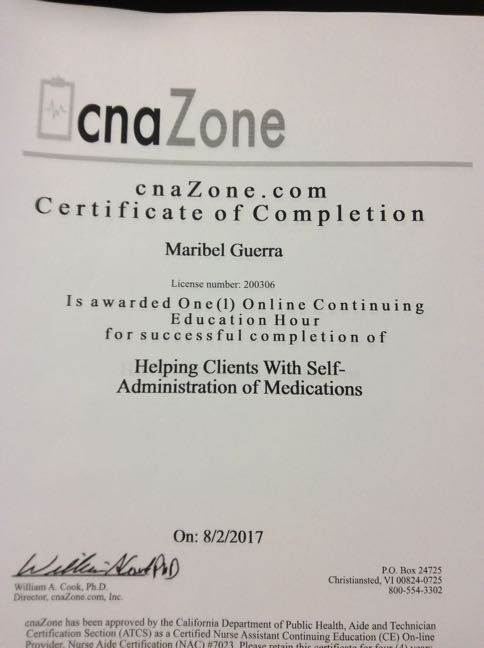 cnaZone
cnaZone.com
Certificate of Completion
Maribel Guerra
License number: 200306
Is awarded One(1) Online Continuing
Education Hour
for successful completion of
Helping Clients With Self-
Administration of Medications
On: 8/2/2017
William A. Cook, Ph.D.
Director, cnaZone.com, Inc.
P.O. Box 24725
Christiansted, VI 00824-0725
800-554-3302
cnaZone has been approved by the California Department of Public Health, Aide and Technician
Certification Section (ATCS) as a Certified Nurse Assistant Continuing Education (CE) On-line
Provider, Nurse Aide Certification (NAC) #7023. Please retain this certificate for four (4) years